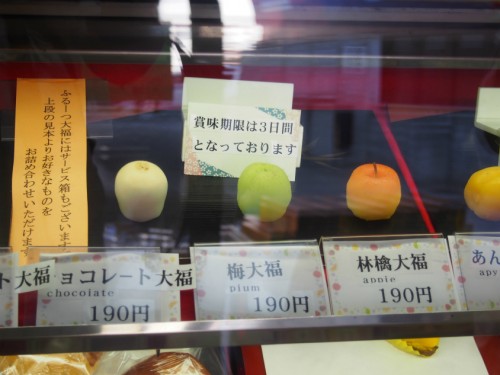 ふるーつ大福にはサービス箱もございます
上段の見本よりお好きなものを
お詰め合わせいただけま
賞味期限は3日間
となっております
ト大福
ョコレート大福
chocolate
190円
梅大福
plum
190円
林檎大福
apple
190円
あん
ap